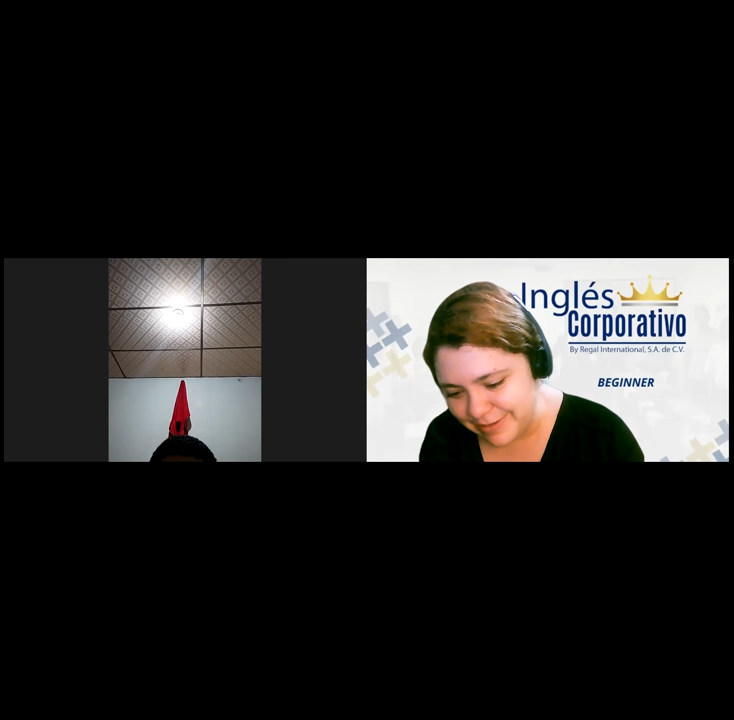 Inglés
Corporativo
By Regal International, S.A. de C.V.
BEGINNER